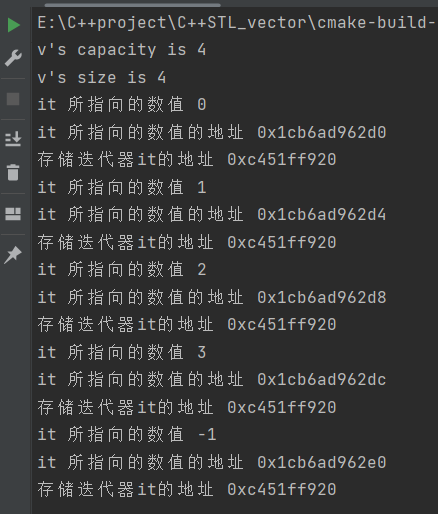 E:\C++project\C++STL_vector\cmake-build-
v's capacity is 4
v's size is 4
it 所指向的数值 0
it 所指向的数值的地址 0x1cb6ad962d0
存储迭代器it的地址 0xc451ff920
it 所指向的数值 1
it 所指向的数值的地址 0x1cb6ad962d4
存储迭代器it的地址 0xc451ff920
it 所指向的数值 2
it 所指向的数值的地址 0x1cb6ad962d8
存储迭代器it的地址 0xc451ff920
it 所指向的数值 3
it 所指向的数值的地址 0x1cb6ad962dc
存储迭代器it的地址 0xc451ff920
it 所指向的数值 -1
it 所指向的数值的地址 0x1cb6ad962e0
存储迭代器it的地址 0xc451ff920